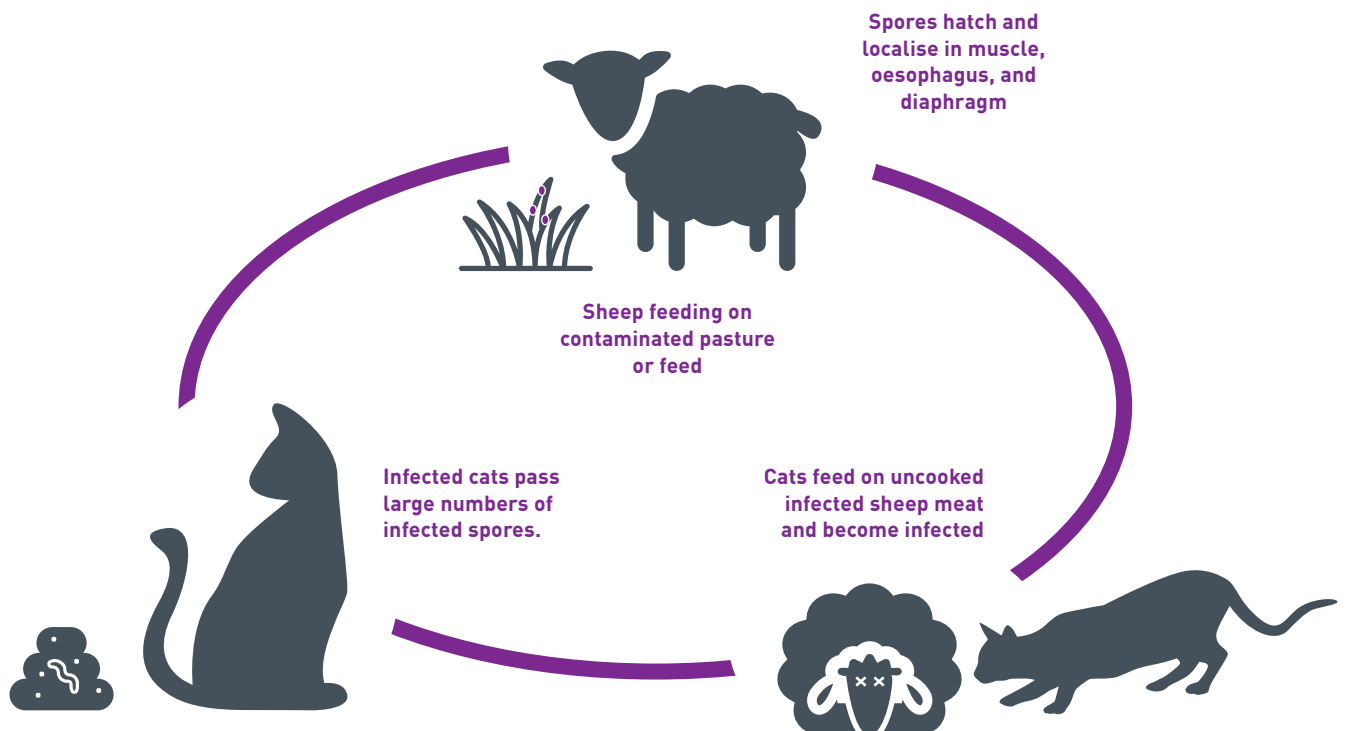 Spores hatch and
localise in muscle,
oesophagus, and
diaphragm
Sheep feeding on
contaminated pasture
or feed
Infected cats pass
large numbers of
infected spores.
Cats feed on uncooked
infected sheep meat
and become infected